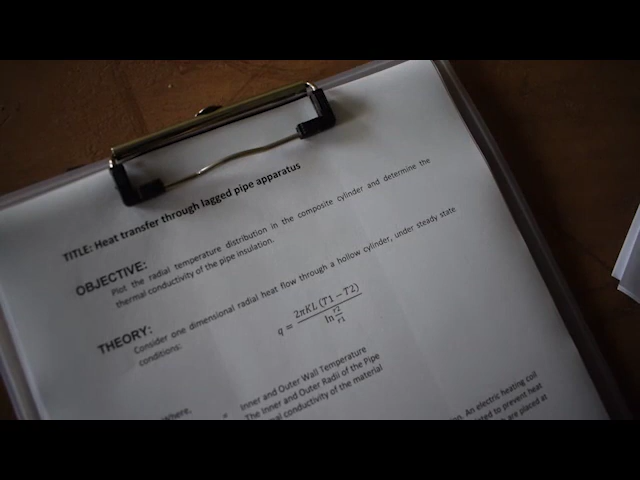 TITLE: Heat transfer through lagged pipe apparatus
OBJECTIVE:
Plot the radial temperature distribution in the composite cylinder and determine the
thermal conductivity of the pipe insulation.
THEORY:
Consider one dimensional radial heat flow through a hollow cylinder, under steady state
conditions:
q = 2πKL (T1 − T2) / ln r2/r1
Where,
Inner and Outer Wall Temperature
" The Inner and Outer Radii of the Pipe
conductivity of the material
An electric heating coil
to prevent heat
are placed at